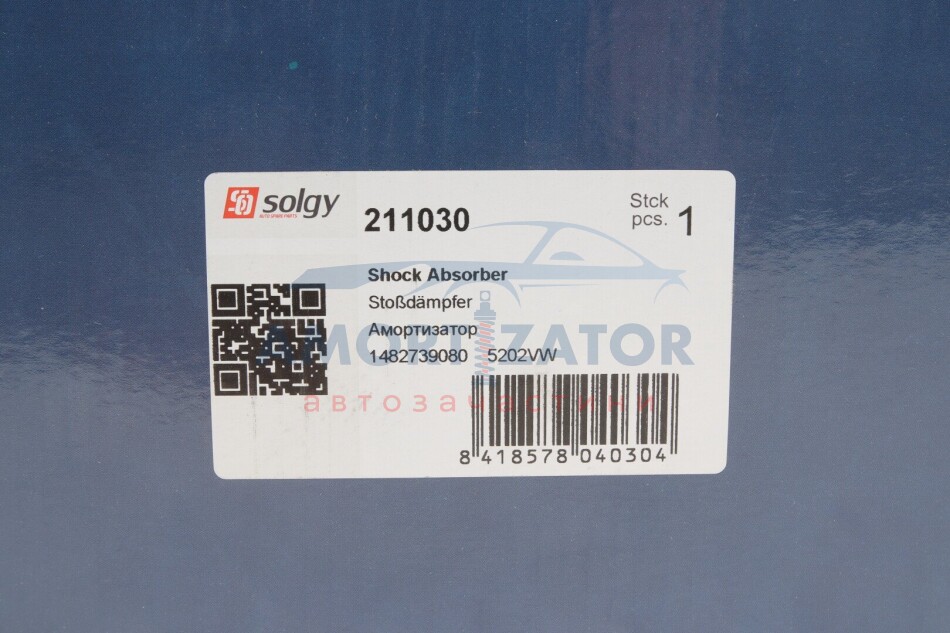 solgy
AUTO SPARE PARTS
211030
Stck
pcs. 1
Shock Absorber
Stoßdämpfer
Амортизатор
1482739080 5202VW
AMORTIZATOR
автозапчастини
8 418578 040304